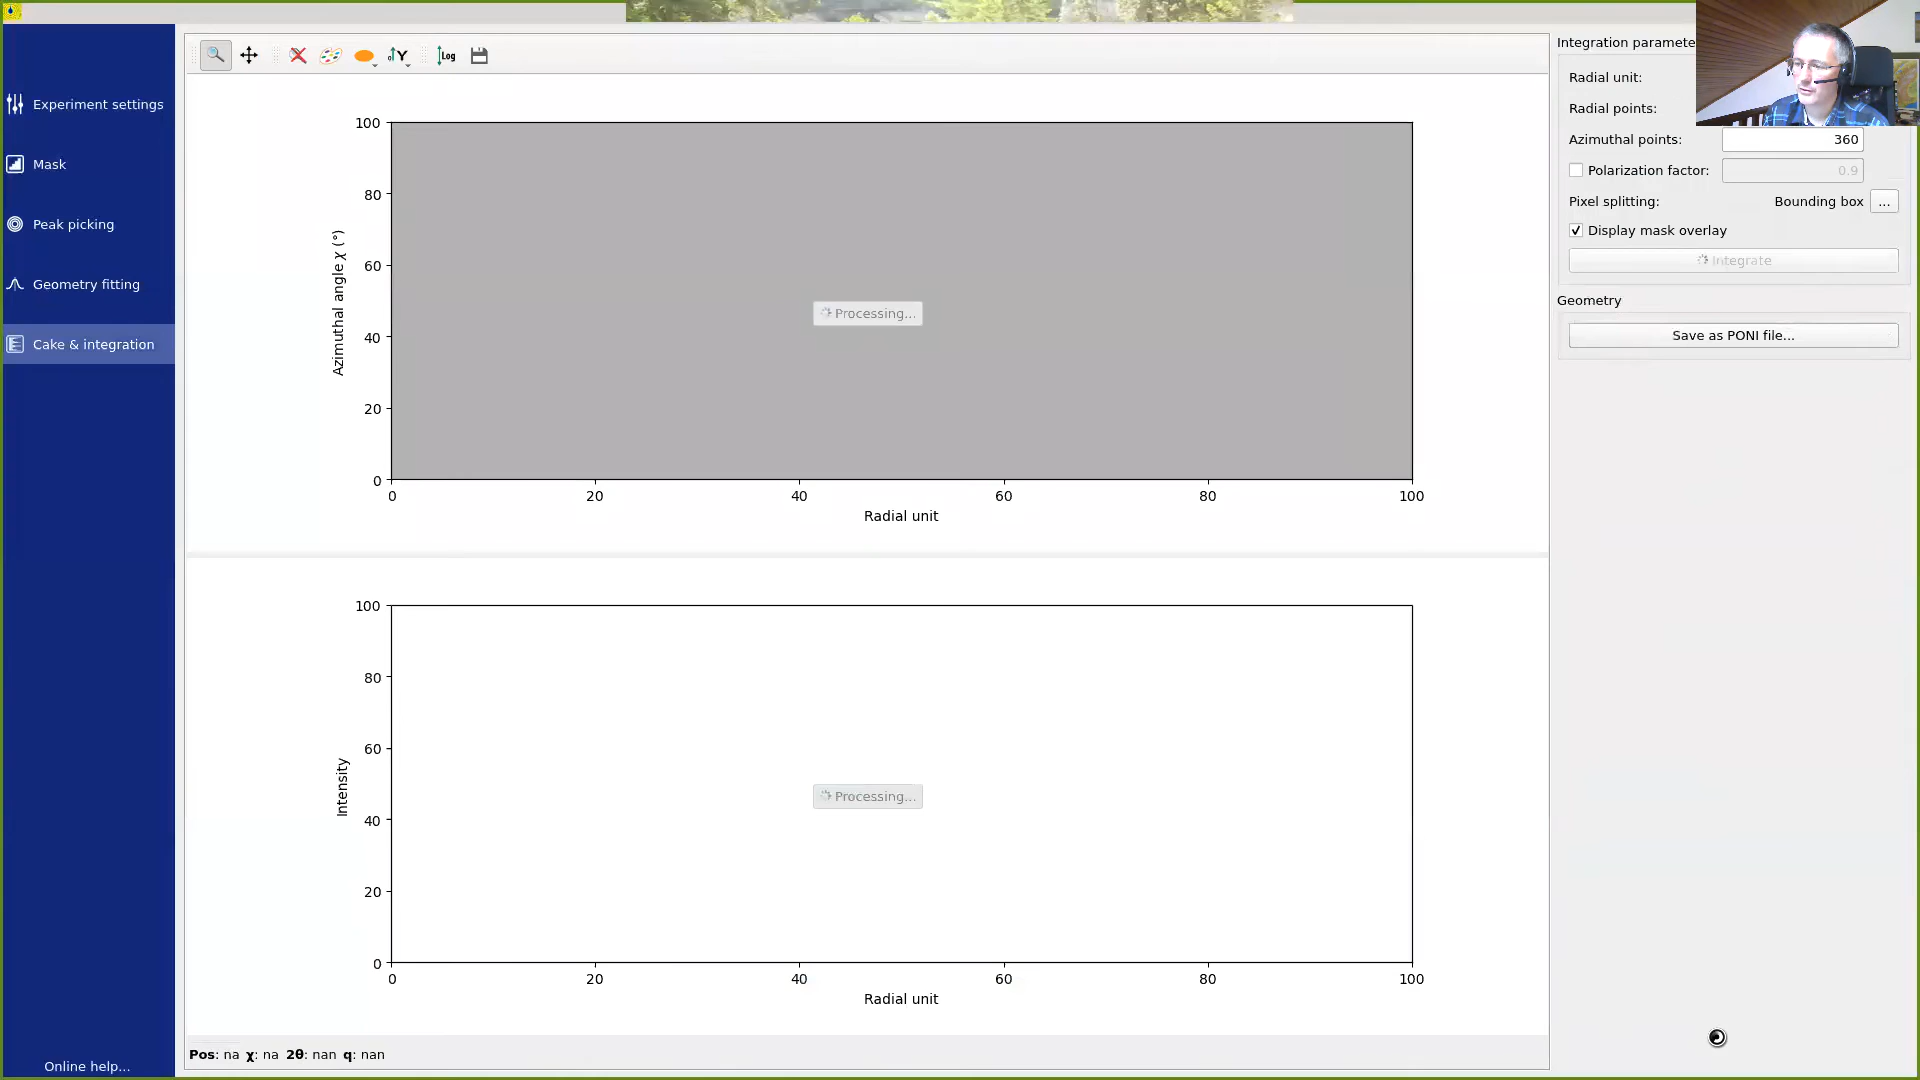 Experiment settings
Mask
Peak picking
Geometry fitting
Cake & integration
Online help...
Y
Log
100
80
60
40
20
0
Azimuthal angle χ (°)
Processing...
0 20 40 60 80 100
Radial unit
100
80
60
40
20
0
Intensity
Processing...
0 20 40 60 80 100
Radial unit
Pos: na χ: na 2θ: nan q: nan
Radial unit:
Radial points:
Azimuthal points: 360
Polarization factor: 0.9
Pixel splitting: Bounding box ...
Display mask overlay
Integrate
Geometry
Save as PONI file...